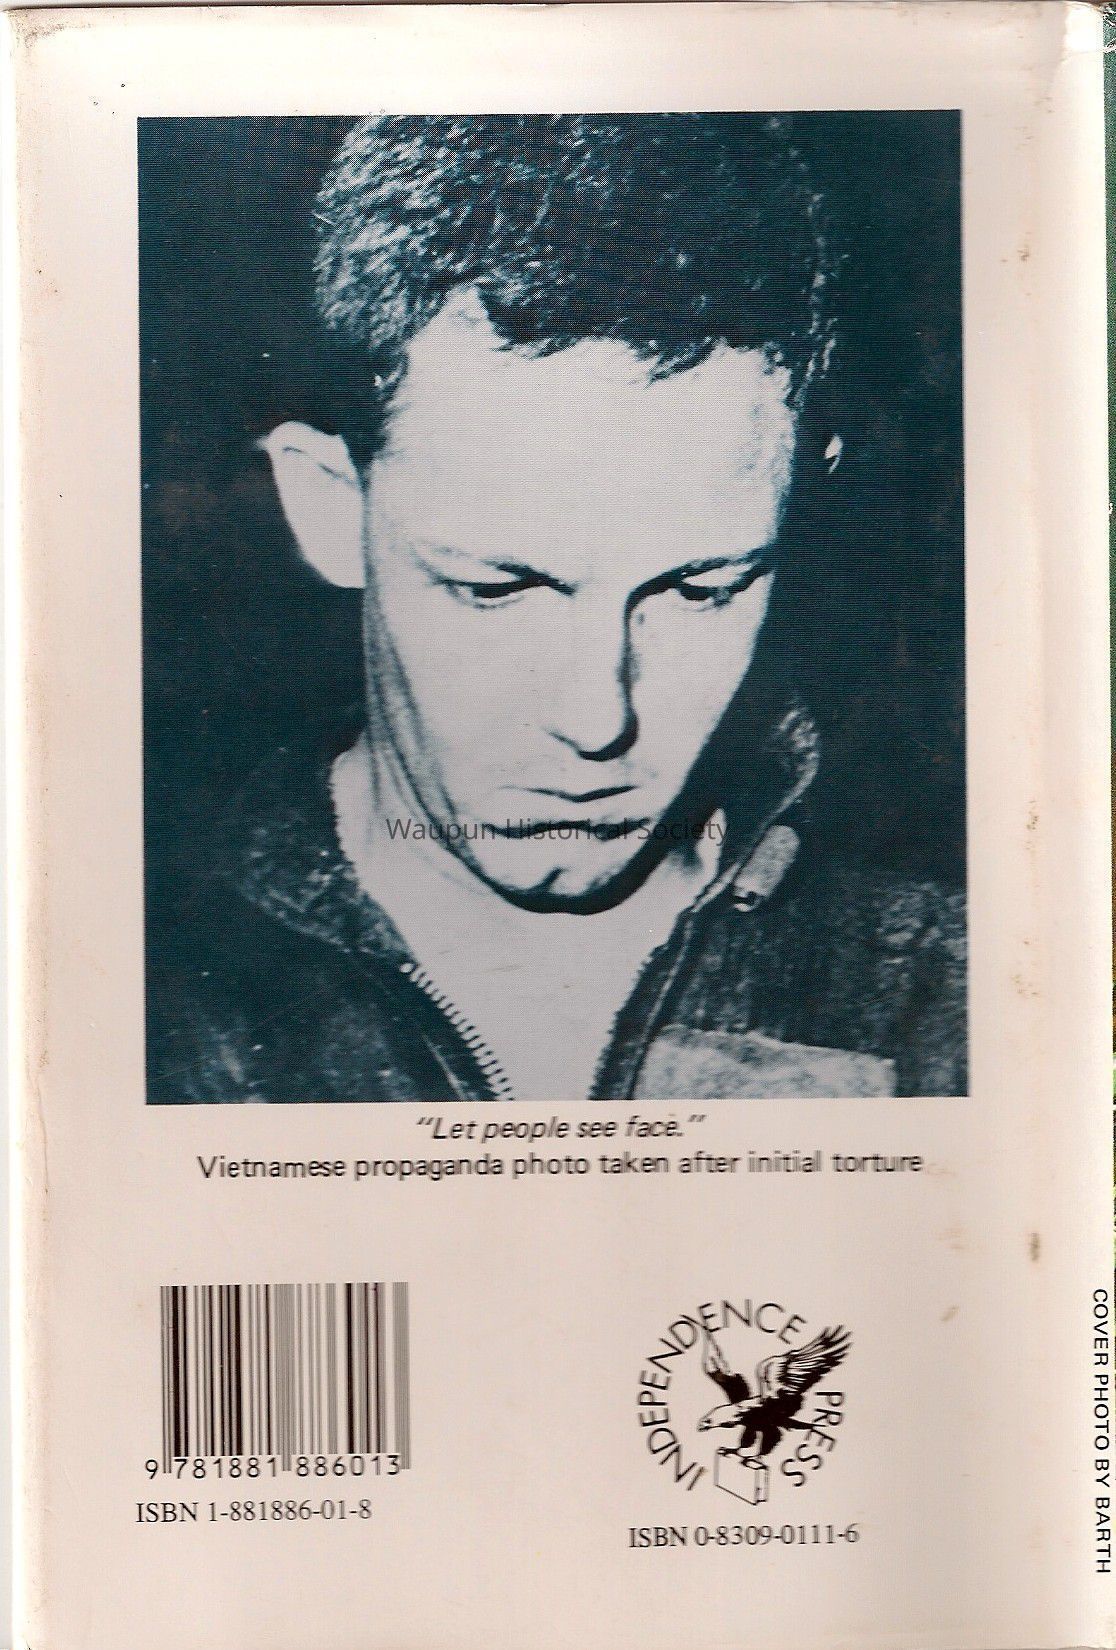 Waupun Historical Society
"Let people see face."
Vietnamese propaganda photo taken after initial torture
9 781881 886013
ISBN 1-881886-01-8
INDEPENDENCE PRESS
ISBN 0-8309-0111-6
COVER PHOTO BY BARTH